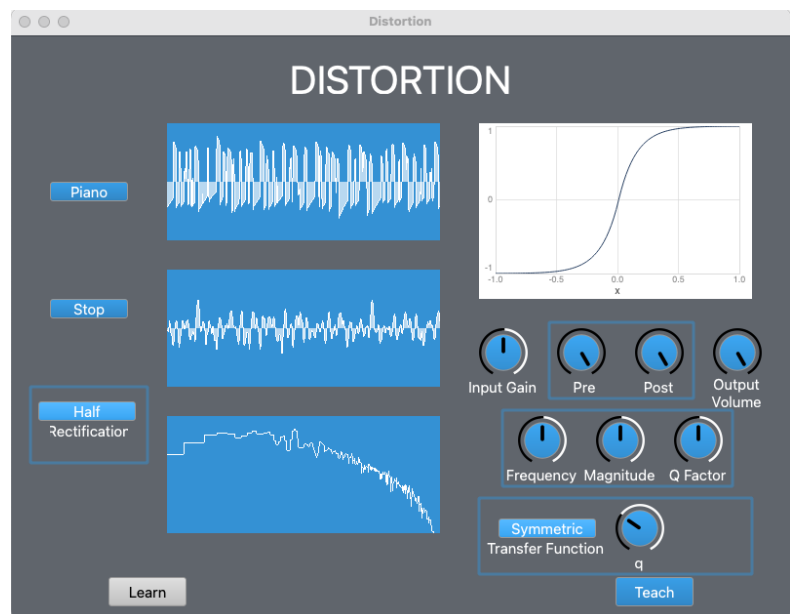 Distortion
DISTORTION
Piano
Stop
Half
Rectification
1
0
-1
-1.0 -0.5 0.0 0.5 1.0
x
Input Gain Pre Post Output
Volume
Frequency Magnitude Q Factor
Symmetric
Transfer Function
q
Learn
Teach